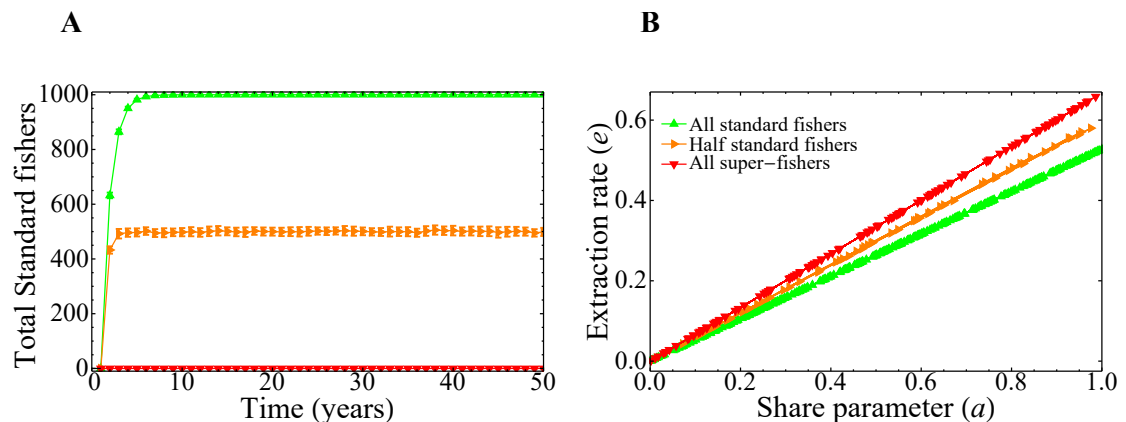 A
Total Standard fishers
1000
800
600
400
200
0
0 10 20 30 40 50
Time (years)
B
Extraction rate (e)
0.6
0.4
0.2
0.0
All standard fishers
Half standard fishers
All super−fishers
0.0 0.2 0.4 0.6 0.8 1.0
Share parameter (a)